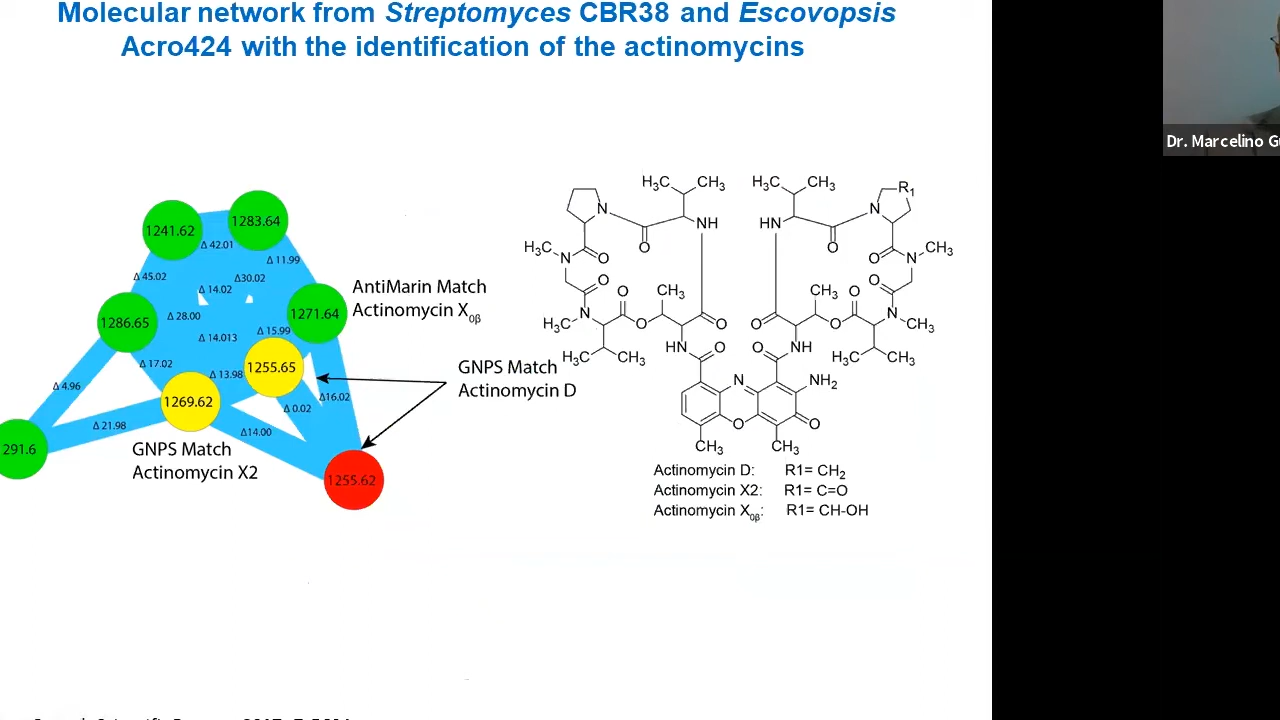 Molecular network from Streptomyces CBR38 and Escovopsis
Acro424 with the identification of the actinomycins
Dr. Marcelino
1241.62
1283.64
Δ 42.01
Δ 11.99
Δ 45.02
Δ30.02
Δ 14.02
1286.65
Δ 28.00
1271.64
Δ 14.013
Δ 15.99
AntiMarin Match
Actinomycin X0β
Δ 17.02
Δ 13.98
1255.65
GNPS Match
Actinomycin D
Δ 4.96
1269.62
Δ 0.02
Δ16.02
Δ 21.98
Δ14.00
291.6
GNPS Match
Actinomycin X2
1255.62
H3C CH3 H3C CH3
R1
N NH HN N
O O
H3C N O O N CH3
O CH3 CH3 O
O O
N O O O O N
H3C CH3
H3C CH3 HN O O NH H3C CH3
N NH2
O O
CH3 CH3
Actinomycin D: R1= CH2
Actinomycin X2: R1= C=O
Actinomycin X0β: R1= CH-OH